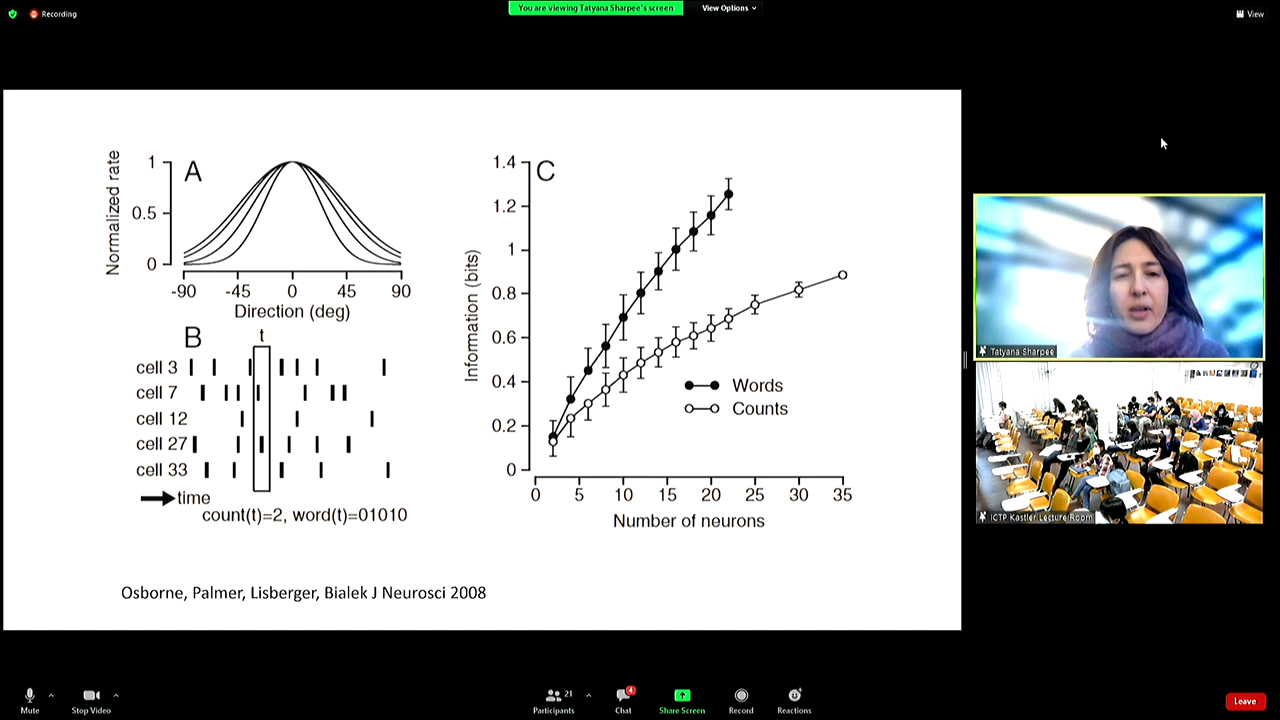 Recording
You are viewing Tatyana Sharpee's screen
View Options
View
A
Normalized rate
1
0.5
0
-90 -45 0 45 90
Direction (deg)
B
t
cell 3
cell 7
cell 12
cell 27
cell 33
time
count(t)=2, word(t)=01010
C
Information (bits)
1.4
1.2
1
0.8
0.6
0.4
0.2
0
Words
Counts
0 5 10 15 20 25 30 35
Number of neurons
Osborne, Palmer, Lisberger, Bialek J Neurosci 2008
Tatyana Sharpee
ICTP Kastler Lecture Room
Mute
Stop Video
21
Participants
4
Chat
Share Screen
Record
Reactions
Leave